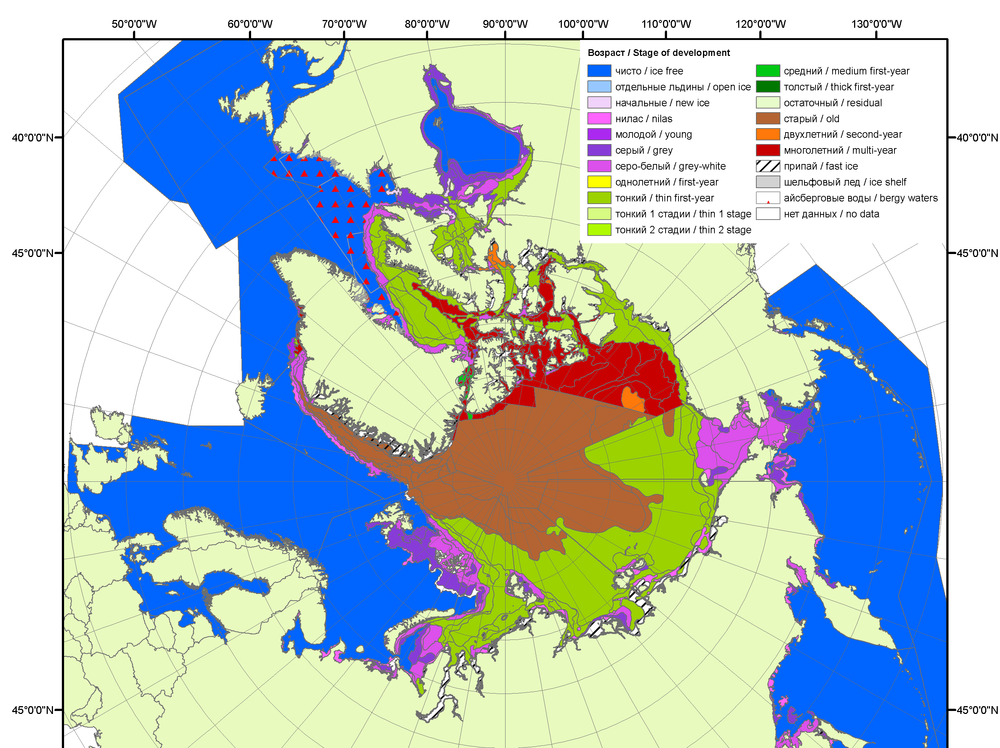 50°0'0"W 60°0'0"W 70°0'0"W 80°0'0"W 90°0'0"W 100°0'0"W 110°0'0"W 120°0'0"W 130°0'0"W
Возраст / Stage of development
чисто / ice free
отдельные льдины / open ice
начальные / new ice
нилас / nilas
молодой / young
серый / grey
серо-белый / grey-white
однолетний / first-year
тонкий / thin first-year
тонкий 1 стадии / thin 1 stage
тонкий 2 стадии / thin 2 stage
средний / medium first-year
толстый / thick first-year
остаточный / residual
старый / old
двухлетний / second-year
многолетний / multi-year
припай / fast ice
шельфовый лед / ice shelf
айсберговые воды / bergy waters
нет данных / no data
40°0'0"N 40°0'0"N
45°0'0"N 45°0'0"N
45°0'0"N 45°0'0"N